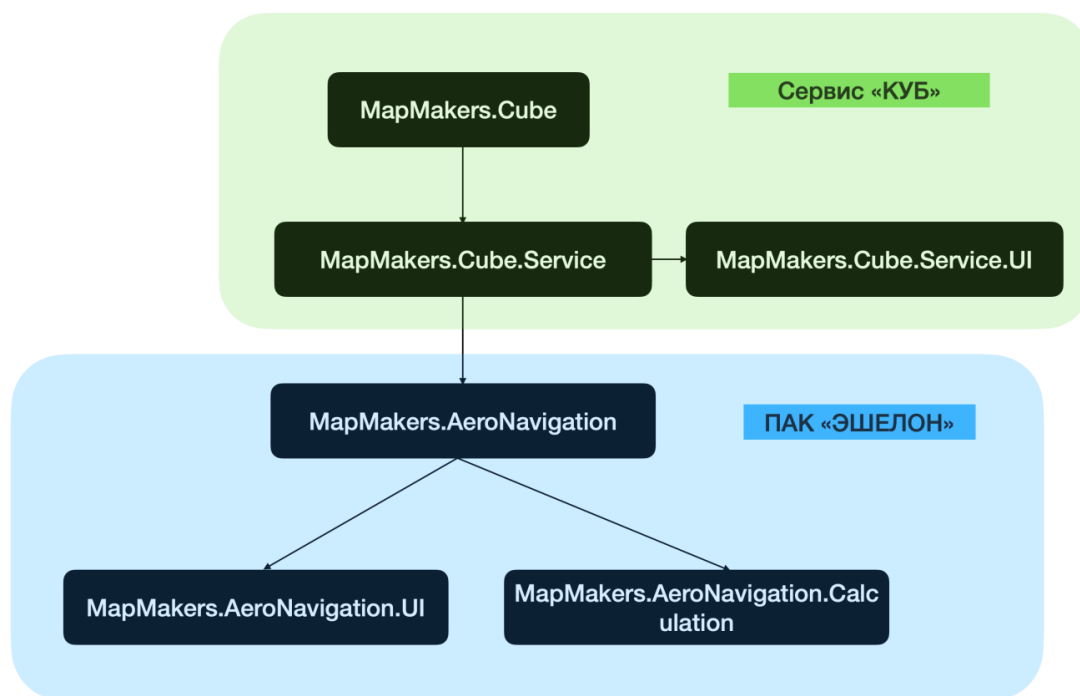 MapMakers.Cube
Сервис «КУБ»
MapMakers.Cube.Service
MapMakers.Cube.Service.UI
MapMakers.AeroNavigation
ПАК «ЭШЕЛОН»
MapMakers.AeroNavigation.UI
MapMakers.AeroNavigation.Calc
ulation